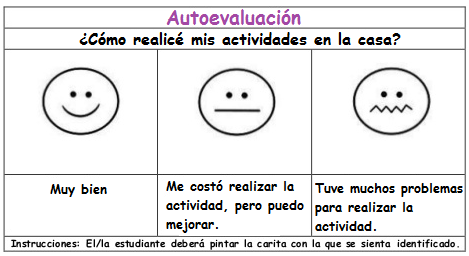 Autoevaluación
¿Cómo realicé mis actividades en la casa?
Muy bien
Me costó realizar la
actividad, pero puedo
mejorar.
Tuve muchos problemas
para realizar la
actividad.
Instrucciones: El/la estudiante deberá pintar la carita con la que se sienta identificado.